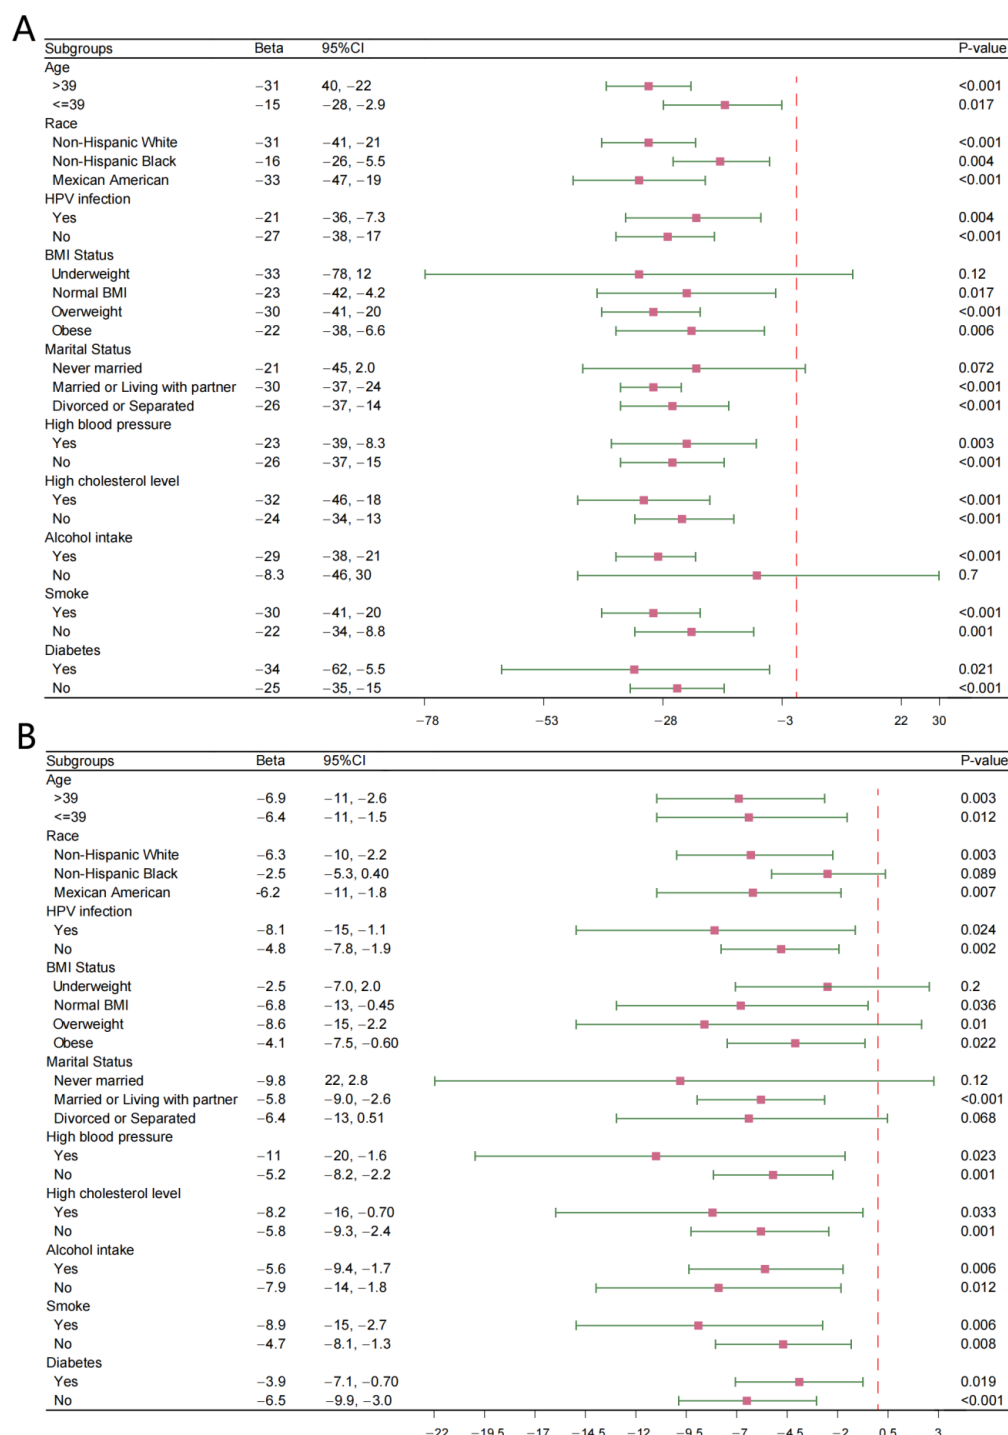 A
Subgroups Beta 95%CI P-value
Age
>39 −31 40, −22 <0.001
<=39 −15 −28, −2.9 0.017
Race
Non-Hispanic White −31 −41, −21 <0.001
Non-Hispanic Black −16 −26, −5.5 0.004
Mexican American −33 −47, −19 <0.001
HPV infection
Yes −21 −36, −7.3 0.004
No −27 −38, −17 <0.001
BMI Status
Underweight −33 −78, 12 0.12
Normal BMI −23 −42, −4.2 0.017
Overweight −30 −41, −20 <0.001
Obese −22 −38, −6.6 0.006
Marital Status
Never married −21 −45, 2.0 0.072
Married or Living with partner −30 −37, −24 <0.001
Divorced or Separated −26 −37, −14 <0.001
High blood pressure
Yes −23 −39, −8.3 0.003
No −26 −37, −15 <0.001
High cholesterol level
Yes −32 −46, −18 <0.001
No −24 −34, −13 <0.001
Alcohol intake
Yes −29 −38, −21 <0.001
No −8.3 −46, 30 0.7
Smoke
Yes −30 −41, −20 <0.001
No −22 −34, −8.8 0.001
Diabetes
Yes −34 −62, −5.5 0.021
No −25 −35, −15 <0.001
−78 −53 −28 −3 22 30
B
Subgroups Beta 95%CI P-value
Age
>39 −6.9 −11, −2.6 0.003
<=39 −6.4 −11, −1.5 0.012
Race
Non-Hispanic White −6.3 −10, −2.2 0.003
Non-Hispanic Black −2.5 −5.3, 0.40 0.089
Mexican American -6.2 −11, −1.8 0.007
HPV infection
Yes −8.1 −15, −1.1 0.024
No −4.8 −7.8, −1.9 0.002
BMI Status
Underweight −2.5 −7.0, 2.0 0.2
Normal BMI −6.8 −13, −0.45 0.036
Overweight −8.6 −15, −2.2 0.01
Obese −4.1 −7.5, −0.60 0.022
Marital Status
Never married −9.8 22, 2.8 0.12
Married or Living with partner −5.8 −9.0, −2.6 <0.001
Divorced or Separated −6.4 −13, 0.51 0.068
High blood pressure
Yes −11 −20, −1.6 0.023
No −5.2 −8.2, −2.2 0.001
High cholesterol level
Yes −8.2 −16, −0.70 0.033
No −5.8 −9.3, −2.4 0.001
Alcohol intake
Yes −5.6 −9.4, −1.7 0.006
No −7.9 −14, −1.8 0.012
Smoke
Yes −8.9 −15, −2.7 0.006
No −4.7 −8.1, −1.3 0.008
Diabetes
Yes −3.9 −7.1, −0.70 0.019
No −6.5 −9.9, −3.0 <0.001
−22 −19.5 −17 −14.5 −12 −9.5 −7 −4.5 −2 0.5 3